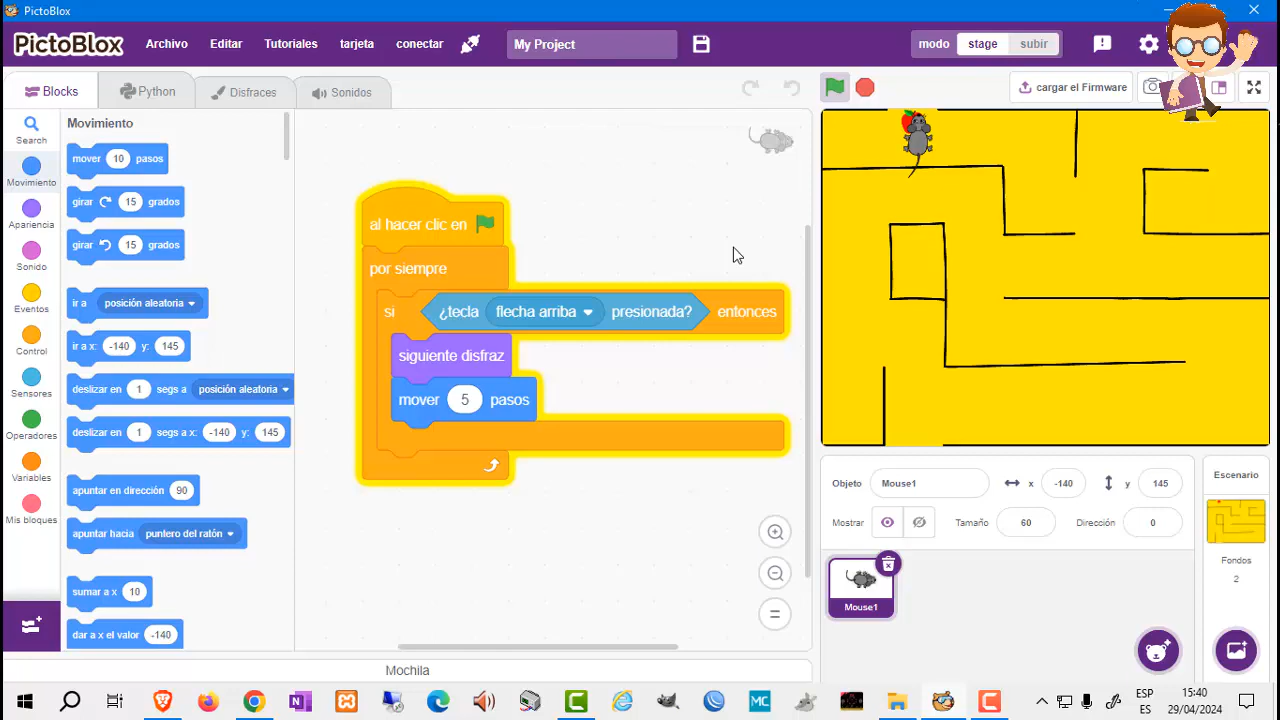 PictoBlox
PictoBlox
Archivo
Editar
Tutoriales
tarjeta
conectar
My Project
modo
stage
subir
Blocks
Python
Disfraces
Sonidos
cargar el Firmware
Search
Movimiento
Apariencia
Sonido
Eventos
Control
Sensores
Operadores
Variables
Mis bloques
Movimiento
mover 10 pasos
girar 15 grados
girar 15 grados
ir a posición aleatoria
ir a x: -140 y: 145
deslizar en 1 segs a posición aleatoria
deslizar en 1 segs a x: -140 y: 145
apuntar en dirección 90
apuntar hacia puntero del ratón
sumar a x 10
dar a x el valor -140
al hacer clic en
por siempre
si ¿tecla flecha arriba presionada? entonces
siguiente disfraz
mover 5 pasos
Mochila
Objeto Mouse1 x -140 y 145
Mostrar Tamaño 60 Dirección 0
Mouse1
Escenario
Fondos
2
MC
ESP
ES
15:40
29/04/2024